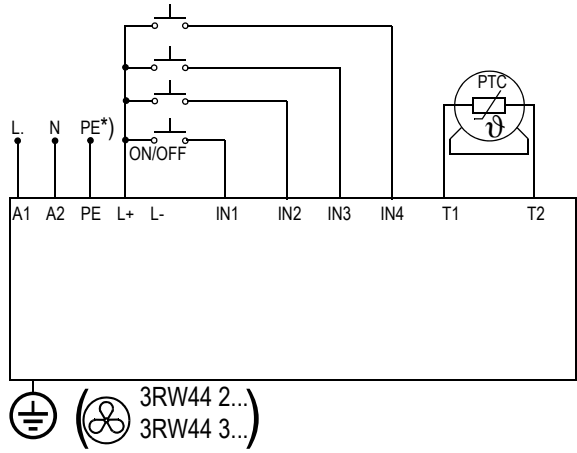 PTC
ϑ
L. N PE*)
ON/OFF
A1 A2 PE L+ L- IN1 IN2 IN3 IN4 T1 T2
3RW44 2...
3RW44 3...